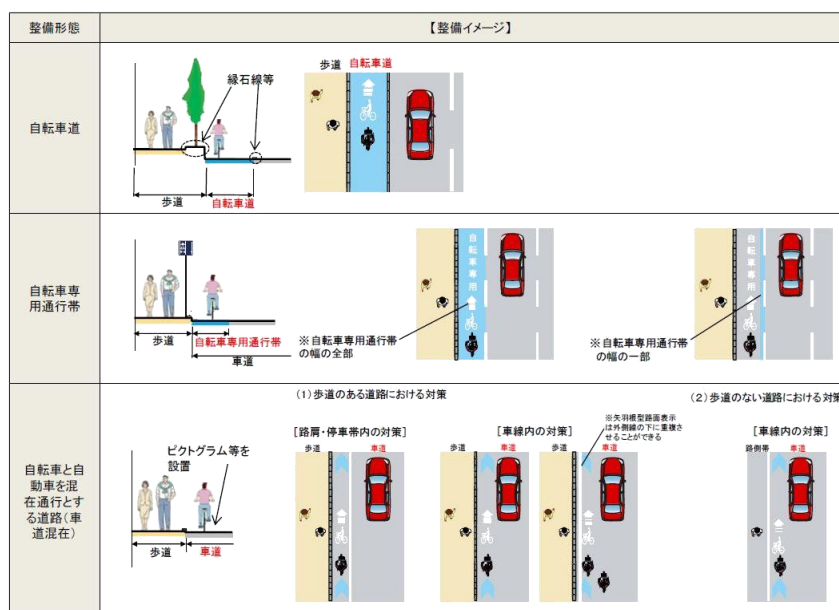 整備形態
【整備イメージ】
自転車道
縁石線等
歩道
自転車道
歩道 自転車道
自転車専
用通行帯
歩道
自転車専用通行帯
車道
自転車専用
※自転車専用通行帯
の幅の全部
自転車専用
※自転車専用通行帯
の幅の一部
自転車と自
動車を混
在通行とす
る道路(車
道混在)
ピクトグラム等を
設置
歩道
車道
(1)歩道のある道路における対策
[路肩・停車帯内の対策]
歩道 車道
[車線内の対策]
歩道 車道
※矢羽根型路面表示
は外側線の下に重複さ
せることができる
歩道 車道
(2)歩道のない道路における対策
[車線内の対策]
路側帯 車道